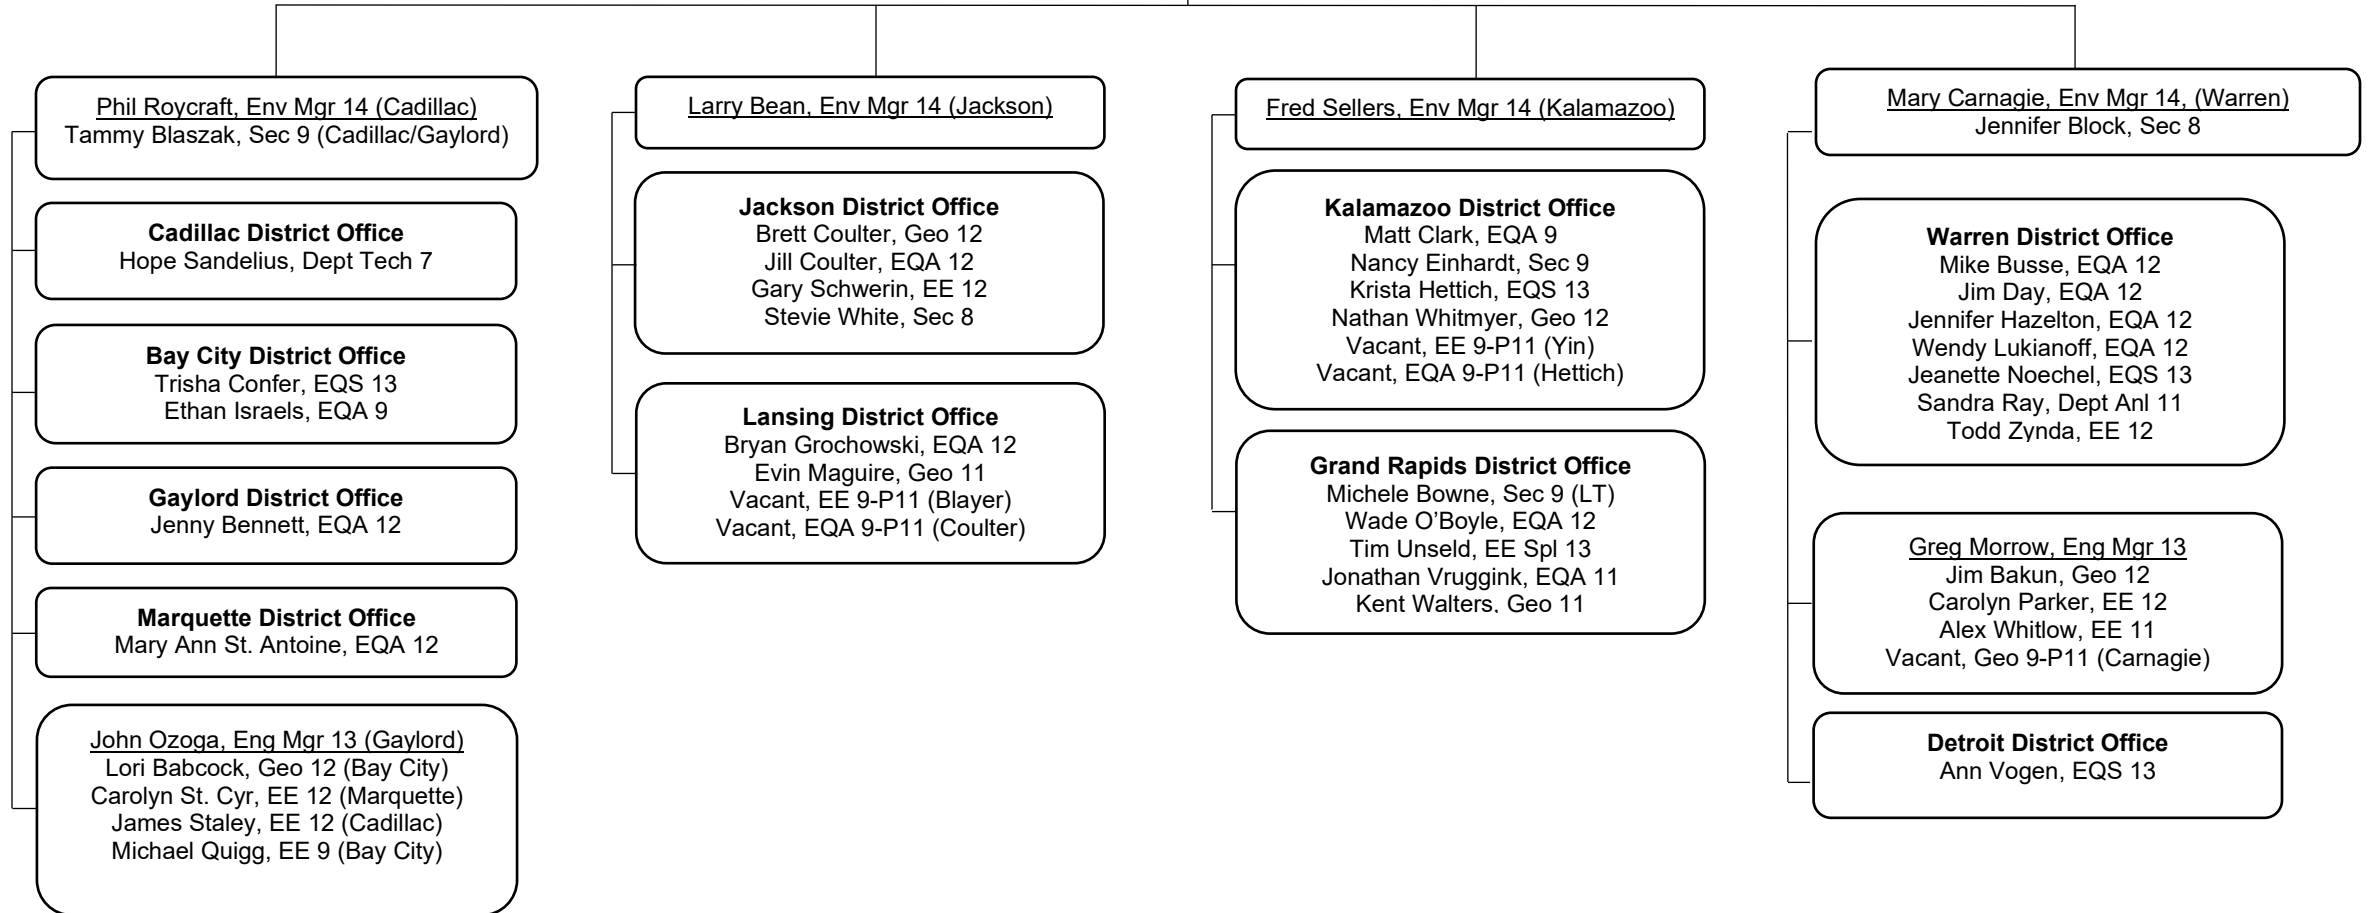 Phil Roycraft, Env Mgr 14 (Cadillac)
Tammy Blaszak, Sec 9 (Cadillac/Gaylord)
Cadillac District Office
Hope Sandelius, Dept Tech 7
Bay City District Office
Trisha Confer, EQS 13
Ethan Israels, EQA 9
Gaylord District Office
Jenny Bennett, EQA 12
Marquette District Office
Mary Ann St. Antoine, EQA 12
John Ozoga, Eng Mgr 13 (Gaylord)
Lori Babcock, Geo 12 (Bay City)
Carolyn St. Cyr, EE 12 (Marquette)
James Staley, EE 12 (Cadillac)
Michael Quigg, EE 9 (Bay City)
Larry Bean, Env Mgr 14 (Jackson)
Jackson District Office
Brett Coulter, Geo 12
Jill Coulter, EQA 12
Gary Schwerin, EE 12
Stevie White, Sec 8
Lansing District Office
Bryan Grochowski, EQA 12
Evin Maguire, Geo 11
Vacant, EE 9-P11 (Blayer)
Vacant, EQA 9-P11 (Coulter)
Fred Sellers, Env Mgr 14 (Kalamazoo)
Kalamazoo District Office
Matt Clark, EQA 9
Nancy Einhardt, Sec 9
Krista Hettich, EQS 13
Nathan Whitmyer, Geo 12
Vacant, EE 9-P11 (Yin)
Vacant, EQA 9-P11 (Hettich)
Grand Rapids District Office
Michele Bowne, Sec 9 (LT)
Wade O’Boyle, EQA 12
Tim Unseld, EE Spl 13
Jonathan Vruggink, EQA 11
Kent Walters, Geo 11
Mary Carnagie, Env Mgr 14, (Warren)
Jennifer Block, Sec 8
Warren District Office
Mike Busse, EQA 12
Jim Day, EQA 12
Jennifer Hazelton, EQA 12
Wendy Lukianoff, EQA 12
Jeanette Noechel, EQS 13
Sandra Ray, Dept Anl 11
Todd Zynda, EE 12
Greg Morrow, Eng Mgr 13
Jim Bakun, Geo 12
Carolyn Parker, EE 12
Alex Whitlow, EE 11
Vacant, Geo 9-P11 (Carnagie)
Detroit District Office
Ann Vogen, EQS 13